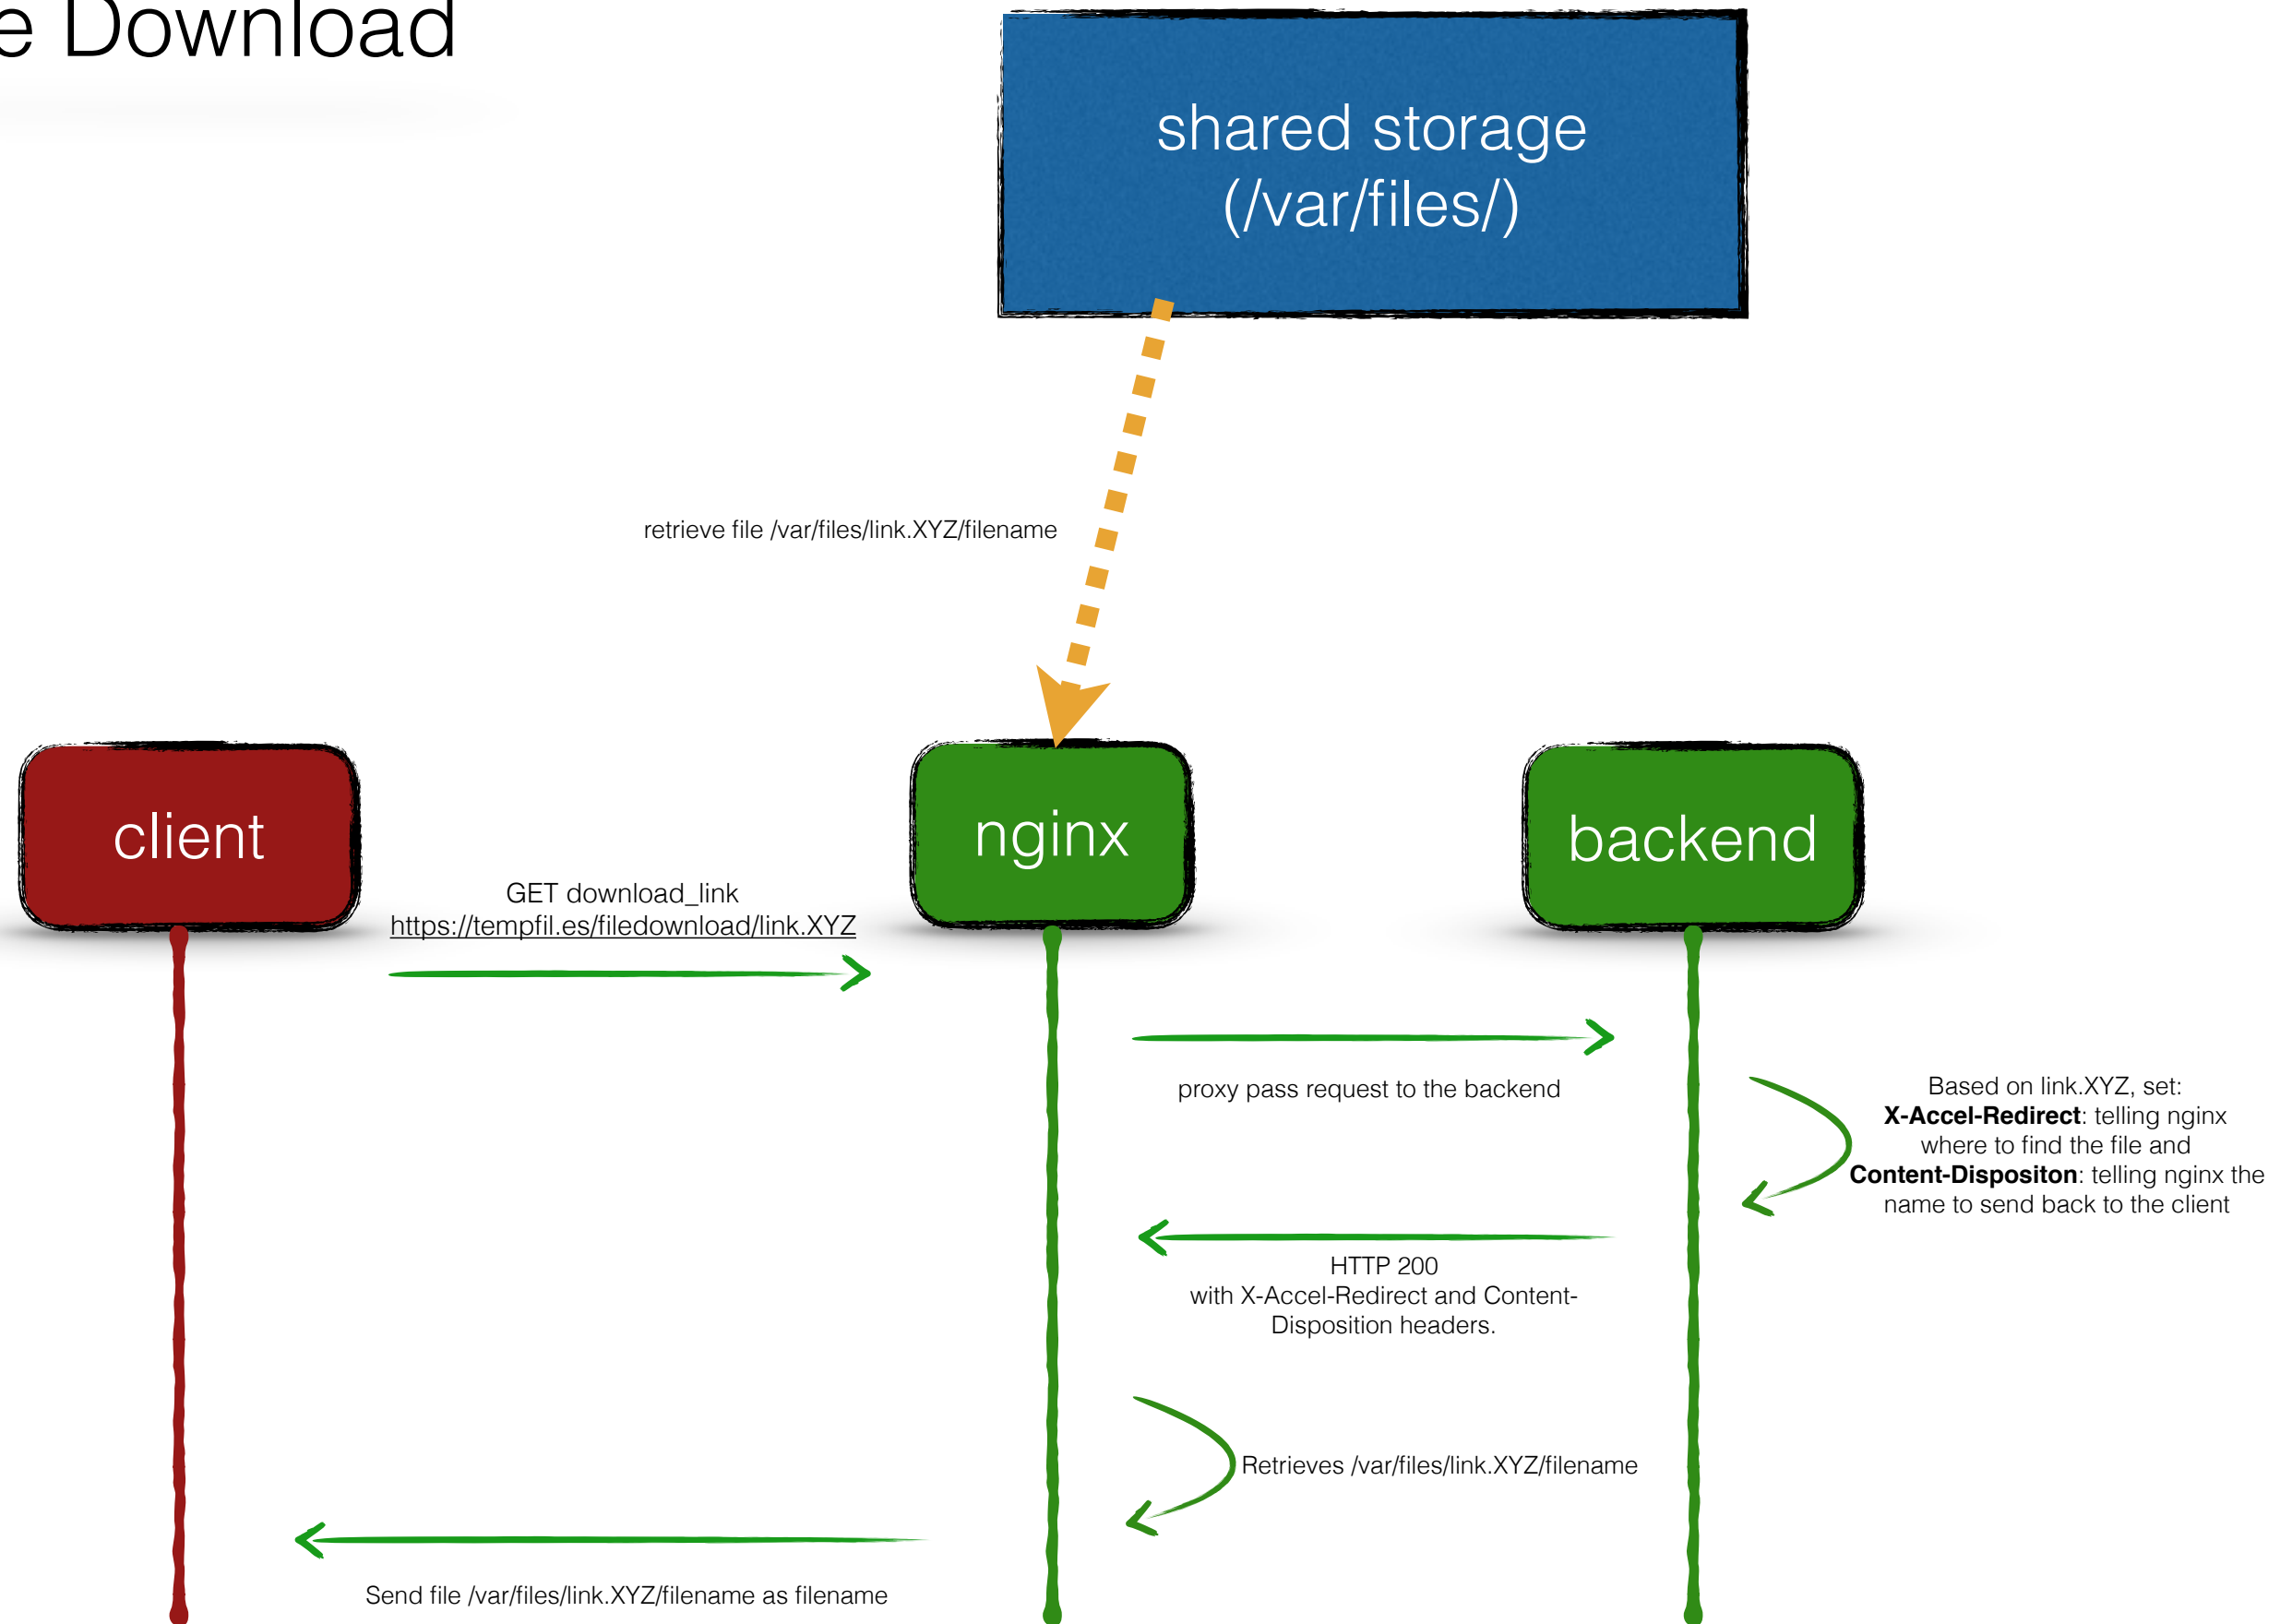 e Download
shared storage
(/var/files/)
retrieve file /var/files/link.XYZ/filename
client
nginx
backend
GET download_link
https://tempfil.es/filedownload/link.XYZ
proxy pass request to the backend
Based on link.XYZ, set:
X-Accel-Redirect: telling nginx
where to find the file and
Content-Dispositon: telling nginx the
name to send back to the client
HTTP 200
with X-Accel-Redirect and Content-
Disposition headers.
Retrieves /var/files/link.XYZ/filename
Send file /var/files/link.XYZ/filename as filename